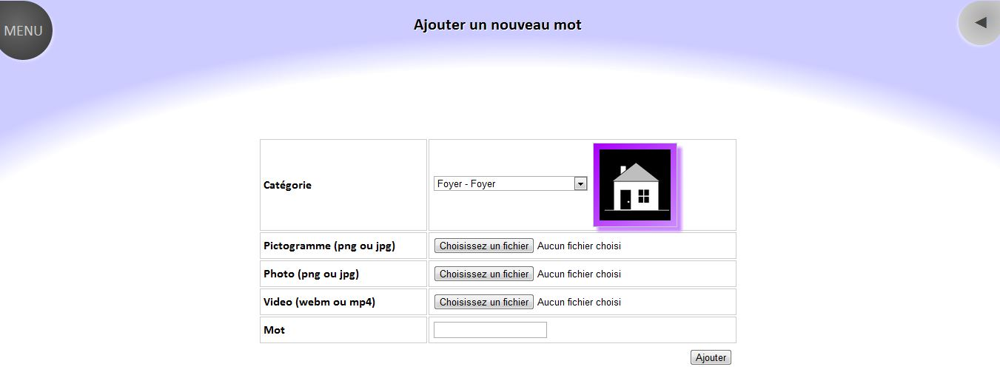 MENU
Ajouter un nouveau mot
Catégorie
Foyer - Foyer
Pictogramme (png ou jpg)
Choisissez un fichier Aucun fichier choisi
Photo (png ou jpg)
Choisissez un fichier Aucun fichier choisi
Video (webm ou mp4)
Choisissez un fichier Aucun fichier choisi
Mot
Ajouter